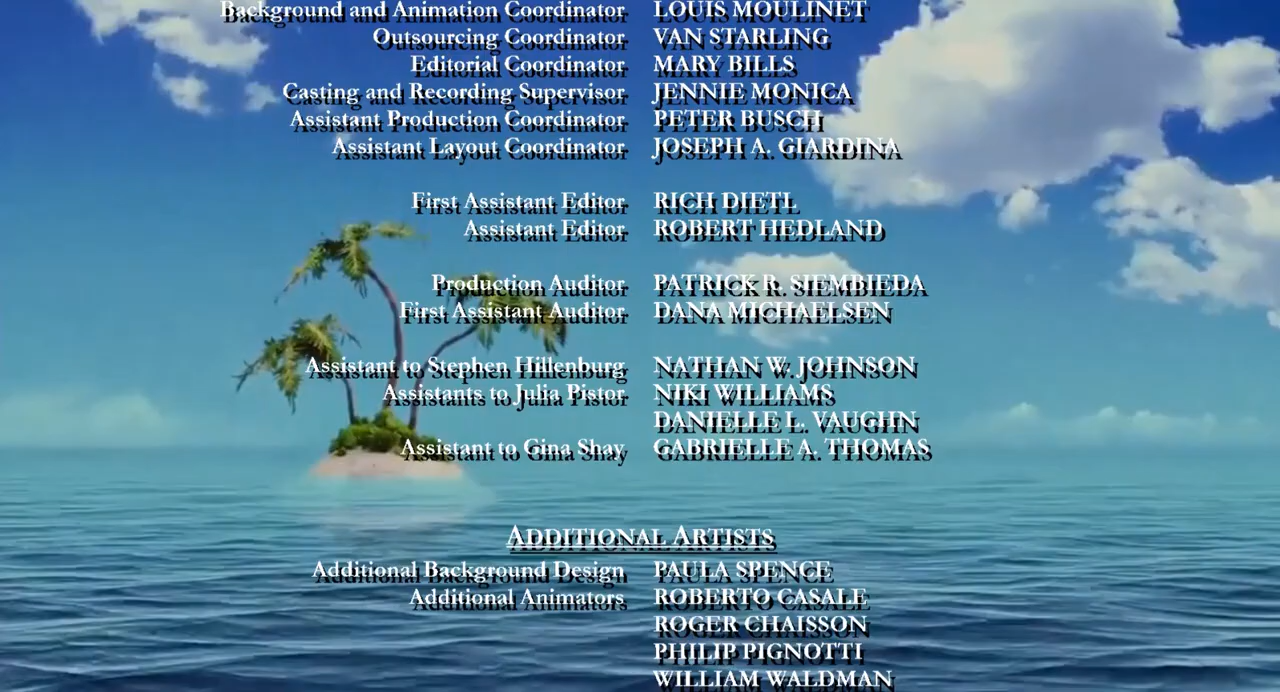 Background and Animation Coordinator LOUIS MOULINET
Outsourcing Coordinator VAN STARLING
Editorial Coordinator MARY BILLS
Casting and Recording Supervisor JENNIE MONICA
Assistant Production Coordinator PETER BUSCH
Assistant Layout Coordinator JOSEPH A. GIARDINA
First Assistant Editor RICH DIETL
Assistant Editor ROBERT HEDLAND
Production Auditor PATRICK R. SIEMBIEDA
First Assistant Auditor DANA MICHAELSEN
Assistant to Stephen Hillenburg NATHAN W. JOHNSON
Assistants to Julia Pistor NIKI WILLIAMS
DANIELLE L. VAUGHN
Assistant to Gina Shay GABRIELLE A. THOMAS
ADDITIONAL ARTISTS
Additional Background Design PAULA SPENCE
Additional Animators ROBERTO CASALE
ROGER CHAISSON
PHILIP PIGNOTTI
WILLIAM WALDMAN